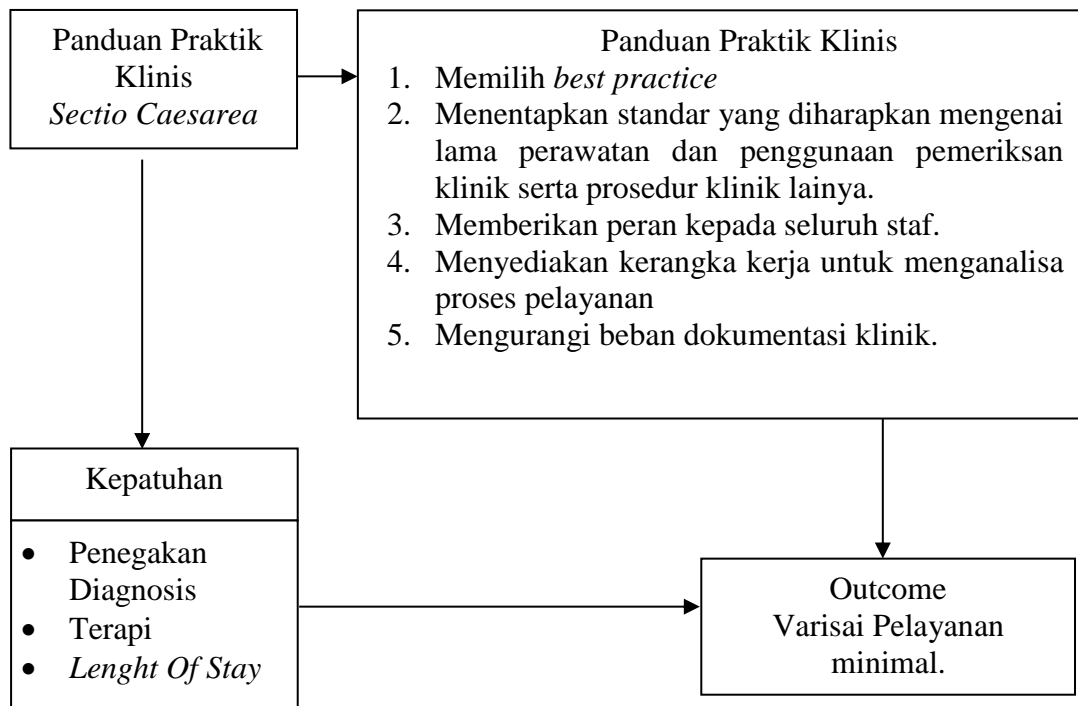 Panduan Praktik
Klinis
Sectio Caesarea
Panduan Praktik Klinis
1. Memilih best practice
2. Menentapkan standar yang diharapkan mengenai
lama perawatan dan penggunaan pemeriksan
klinik serta prosedur klinik lainya.
3. Memberikan peran kepada seluruh staf.
4. Menyediakan kerangka kerja untuk menganalisa
proses pelayanan
5. Mengurangi beban dokumentasi klinik.
Kepatuhan
• Penegakan
Diagnosis
• Terapi
• Lenght Of Stay
Outcome
Varisai Pelayanan
minimal.